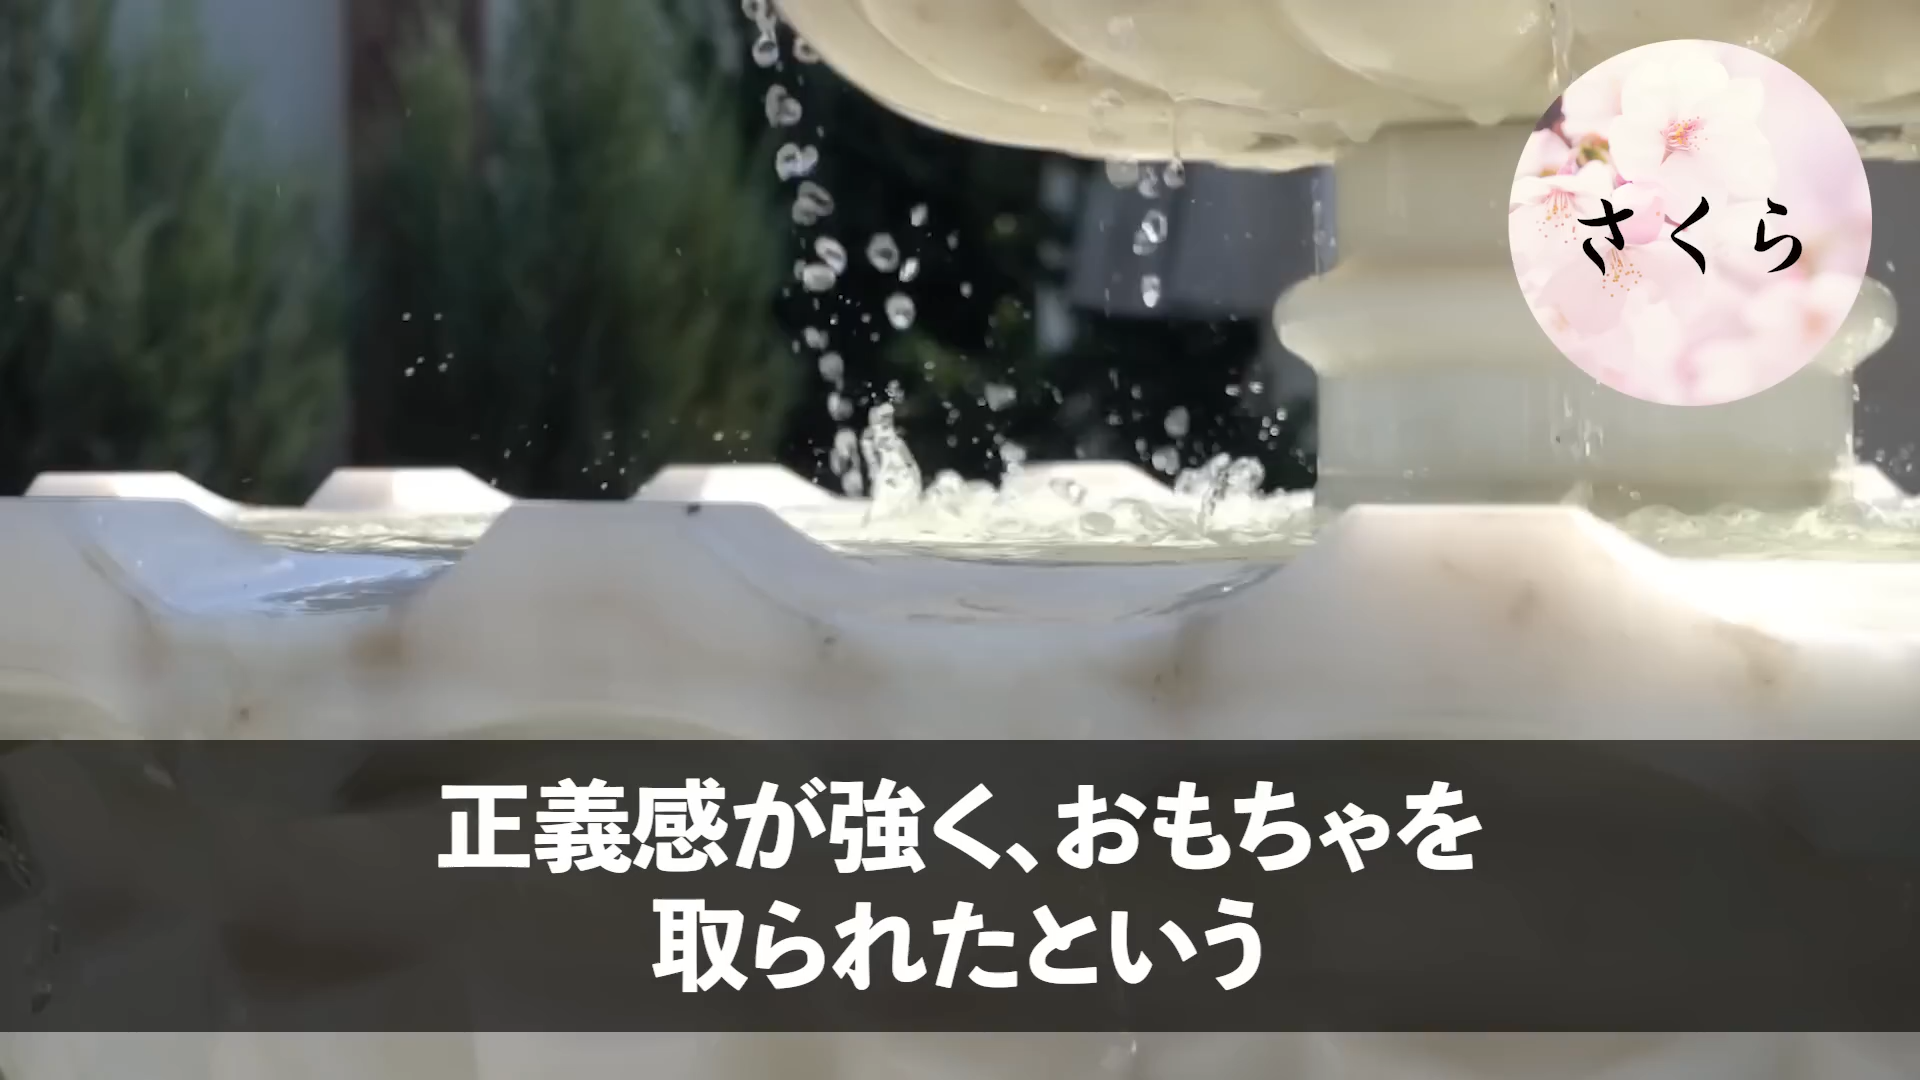 さくら
正義感が強く、おもちゃを
取られたという